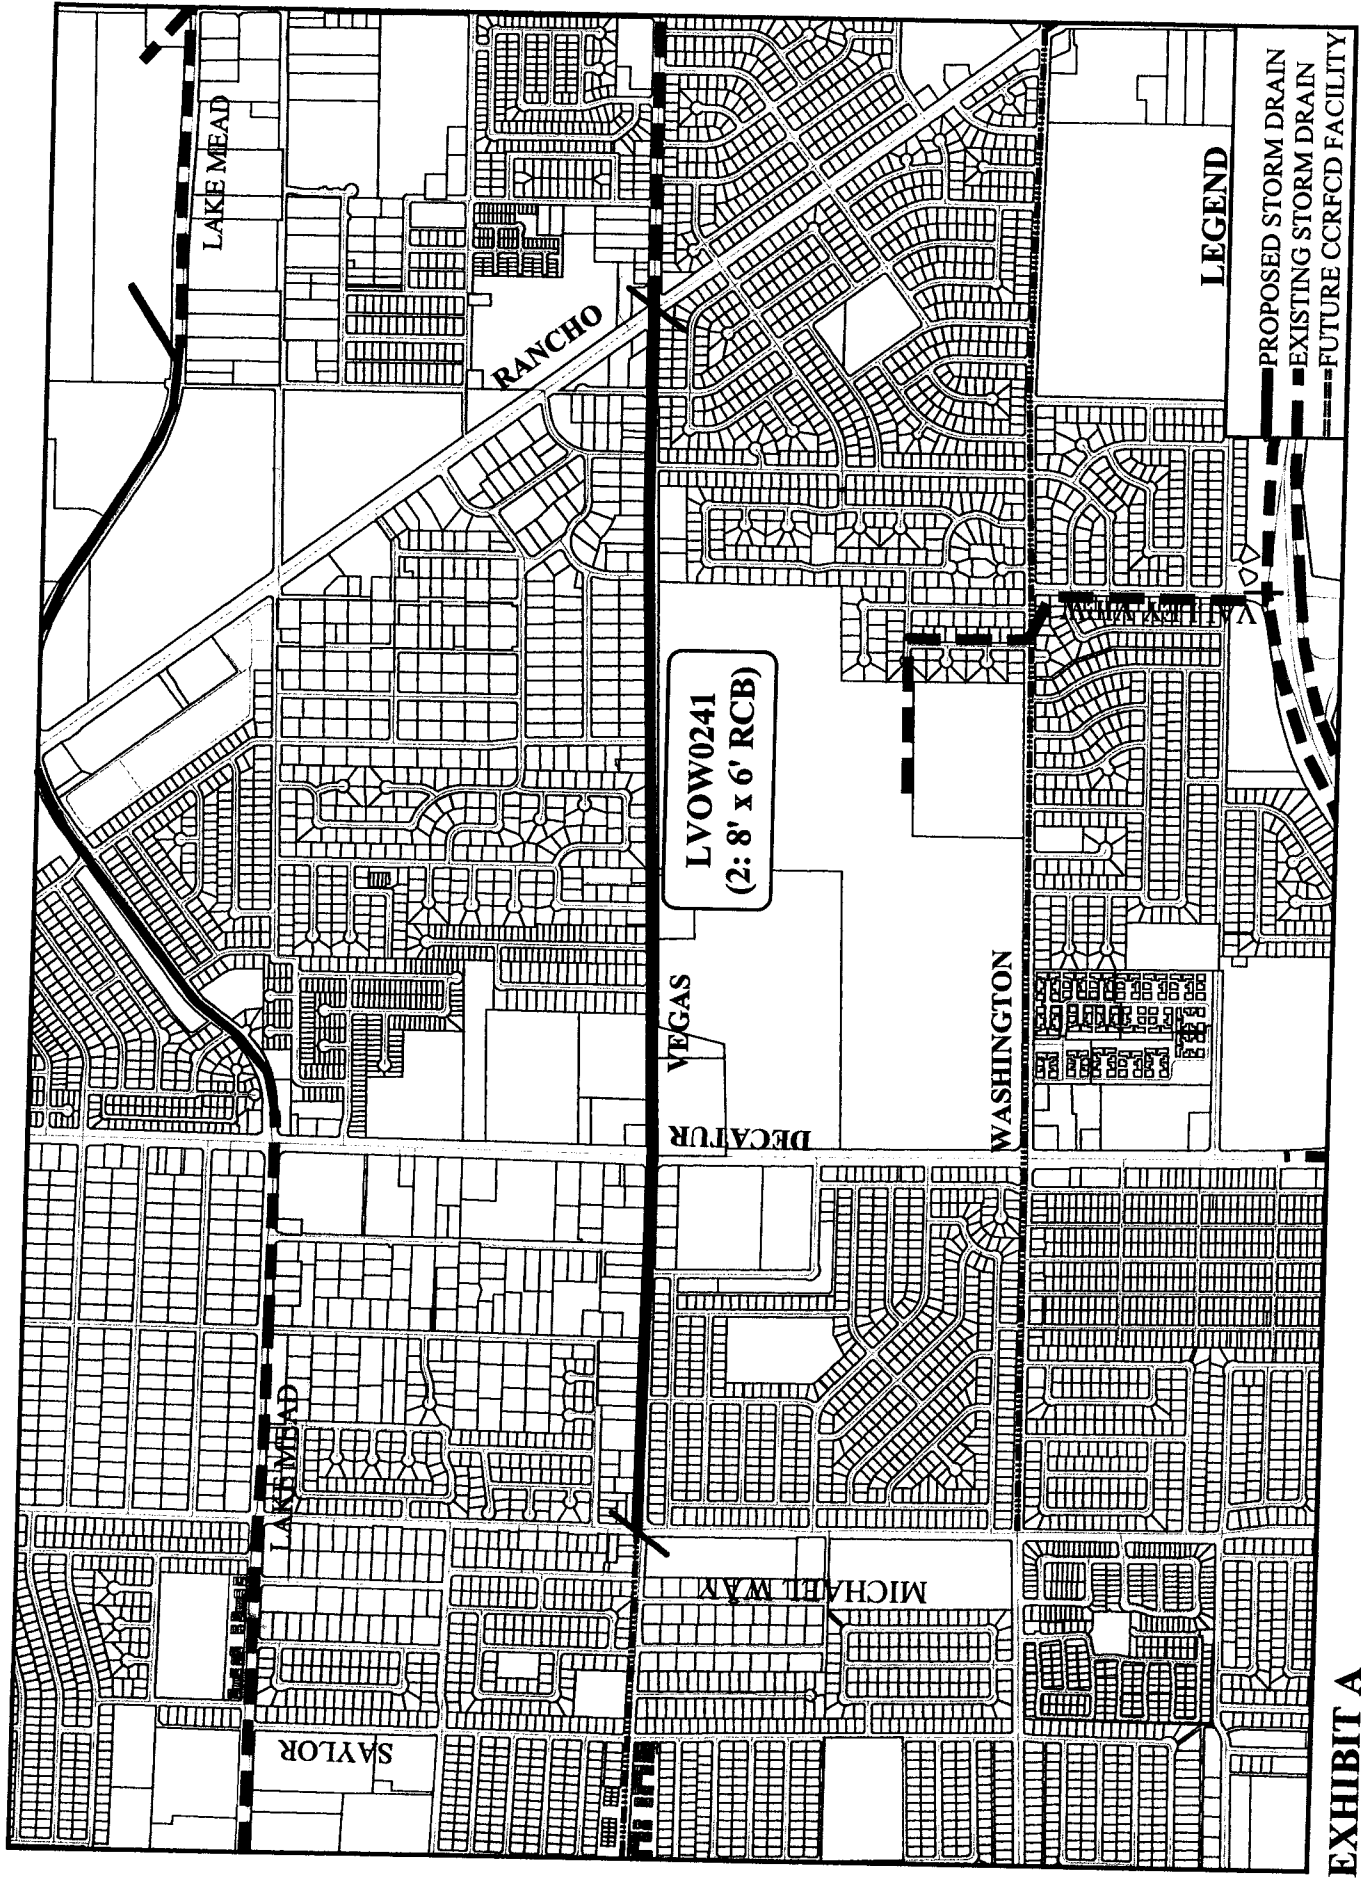 LAKE MEAD
RANCHO
LVOW0241
(2: 8' x 6' RCB)
VEGAS
DECATUR
WASHINGTON
VALLEY VIEW
LAKE MEAD
MICHAEL WAY
SAYLOR
LEGEND
PROPOSED STORM DRAIN
EXISTING STORM DRAIN
FUTURE CCRFCD FACILITY
EXHIBIT A